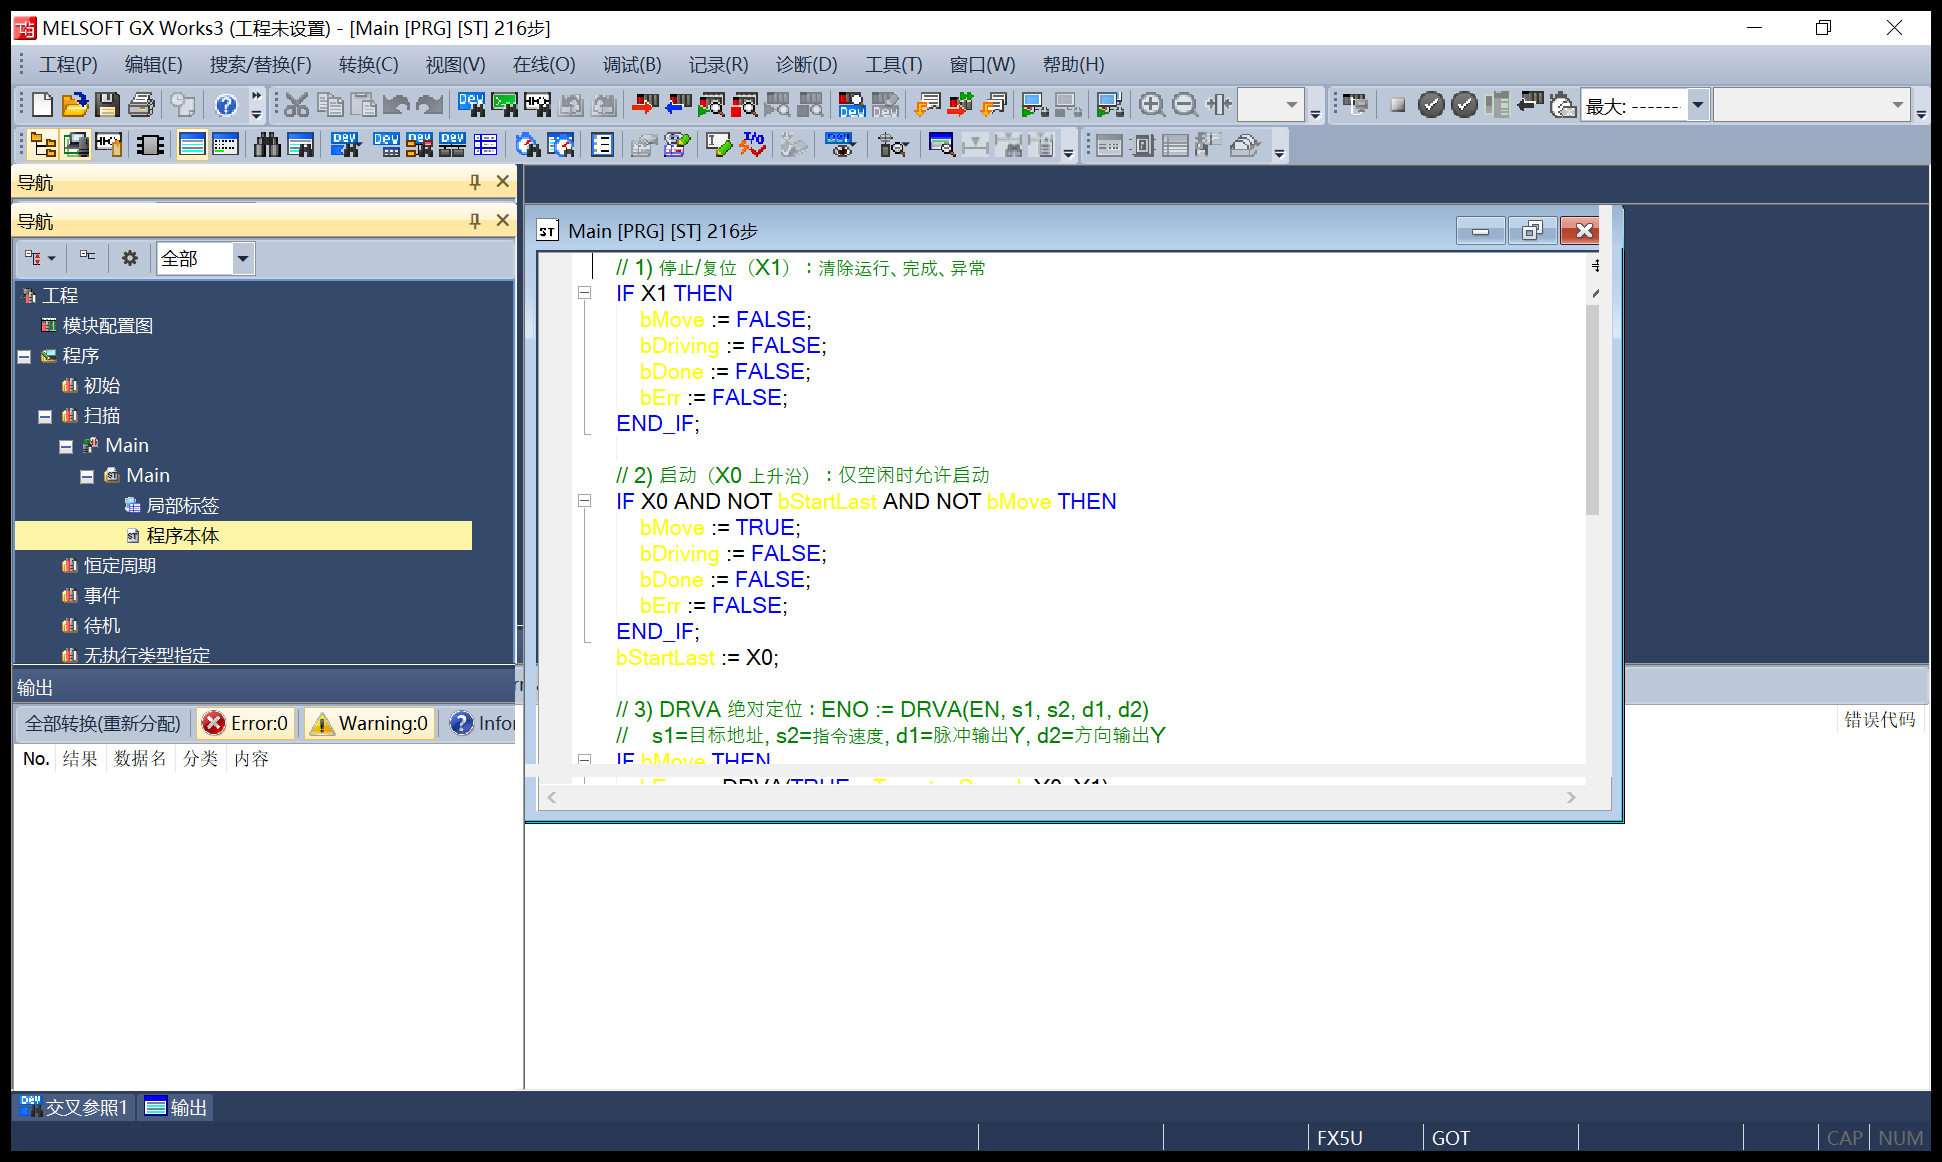 MELSOFT GX Works3 (工程未设置) - [Main [PRG] [ST] 216步]
工程(P) 编辑(E) 搜索/替换(F) 转换(C) 视图(V) 在线(O) 调试(B) 记录(R) 诊断(D) 工具(T) 窗口(W) 帮助(H)
最大: -------
导航
导航
全部
工程
模块配置图
程序
初始
扫描
Main
Main
局部标签
程序本体
恒定周期
事件
待机
无执行类型指定
ST Main [PRG] [ST] 216步
// 1) 停止/复位（X1）：清除运行、完成、异常
IF X1 THEN
bMove := FALSE;
bDriving := FALSE;
bDone := FALSE;
bErr := FALSE;
END_IF;
// 2) 启动（X0 上升沿）：仅空闲时允许启动
IF X0 AND NOT bStartLast AND NOT bMove THEN
bMove := TRUE;
bDriving := FALSE;
bDone := FALSE;
bErr := FALSE;
END_IF;
bStartLast := X0;
// 3) DRVA 绝对定位：ENO := DRVA(EN, s1, s2, d1, d2)
// s1=目标地址, s2=指令速度, d1=脉冲输出Y, d2=方向输出Y
IF bMove THEN
输出
全部转换(重新分配) Error:0 Warning:0 Infor
No. 结果 数据名 分类 内容
错误代码
交叉参照1 输出
FX5U GOT CAP NUM